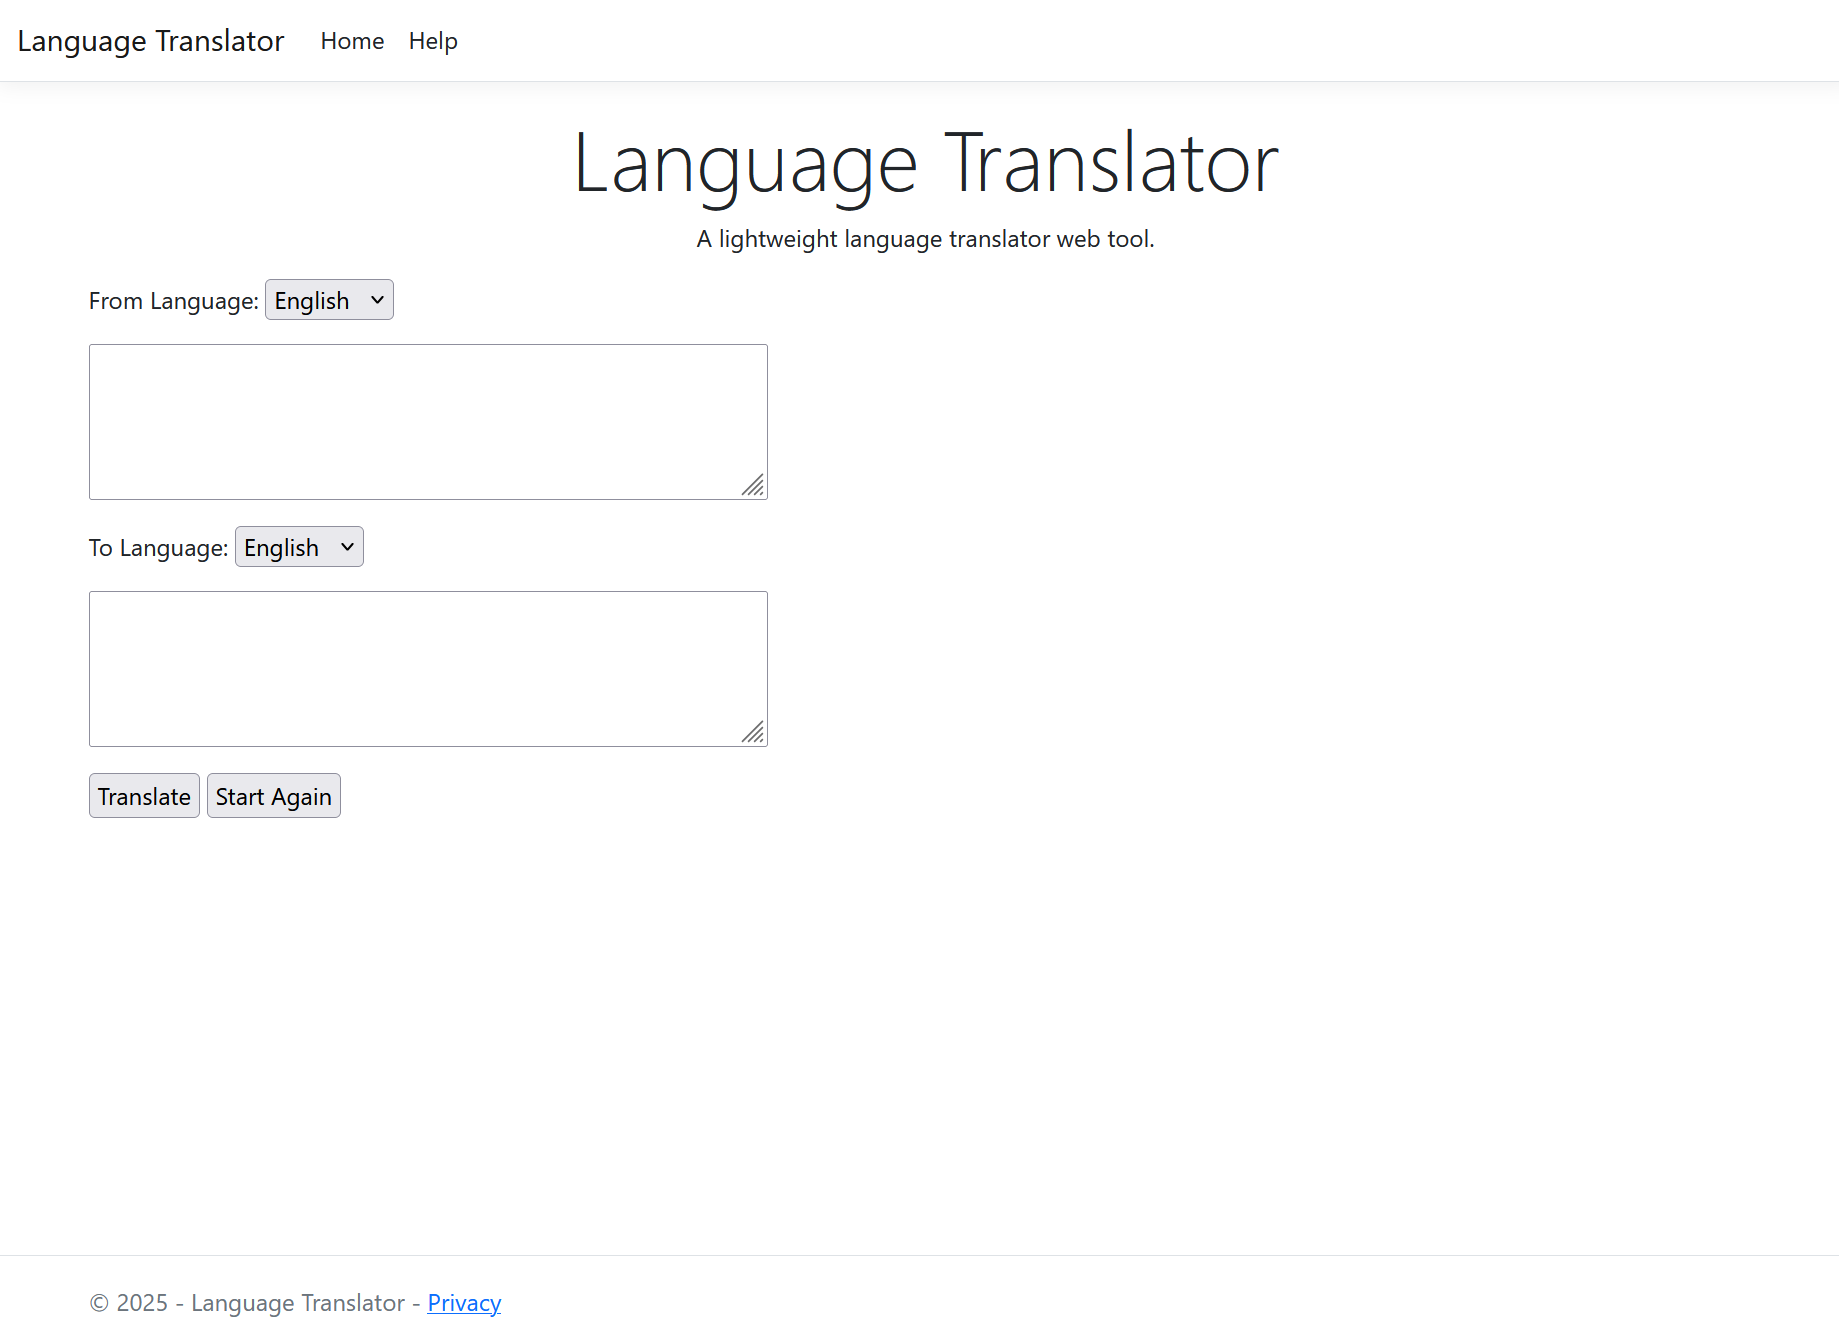 Language Translator Home Help
Language Translator
A lightweight language translator web tool.
From Language: English
To Language: English
Translate Start Again
© 2025 - Language Translator - Privacy